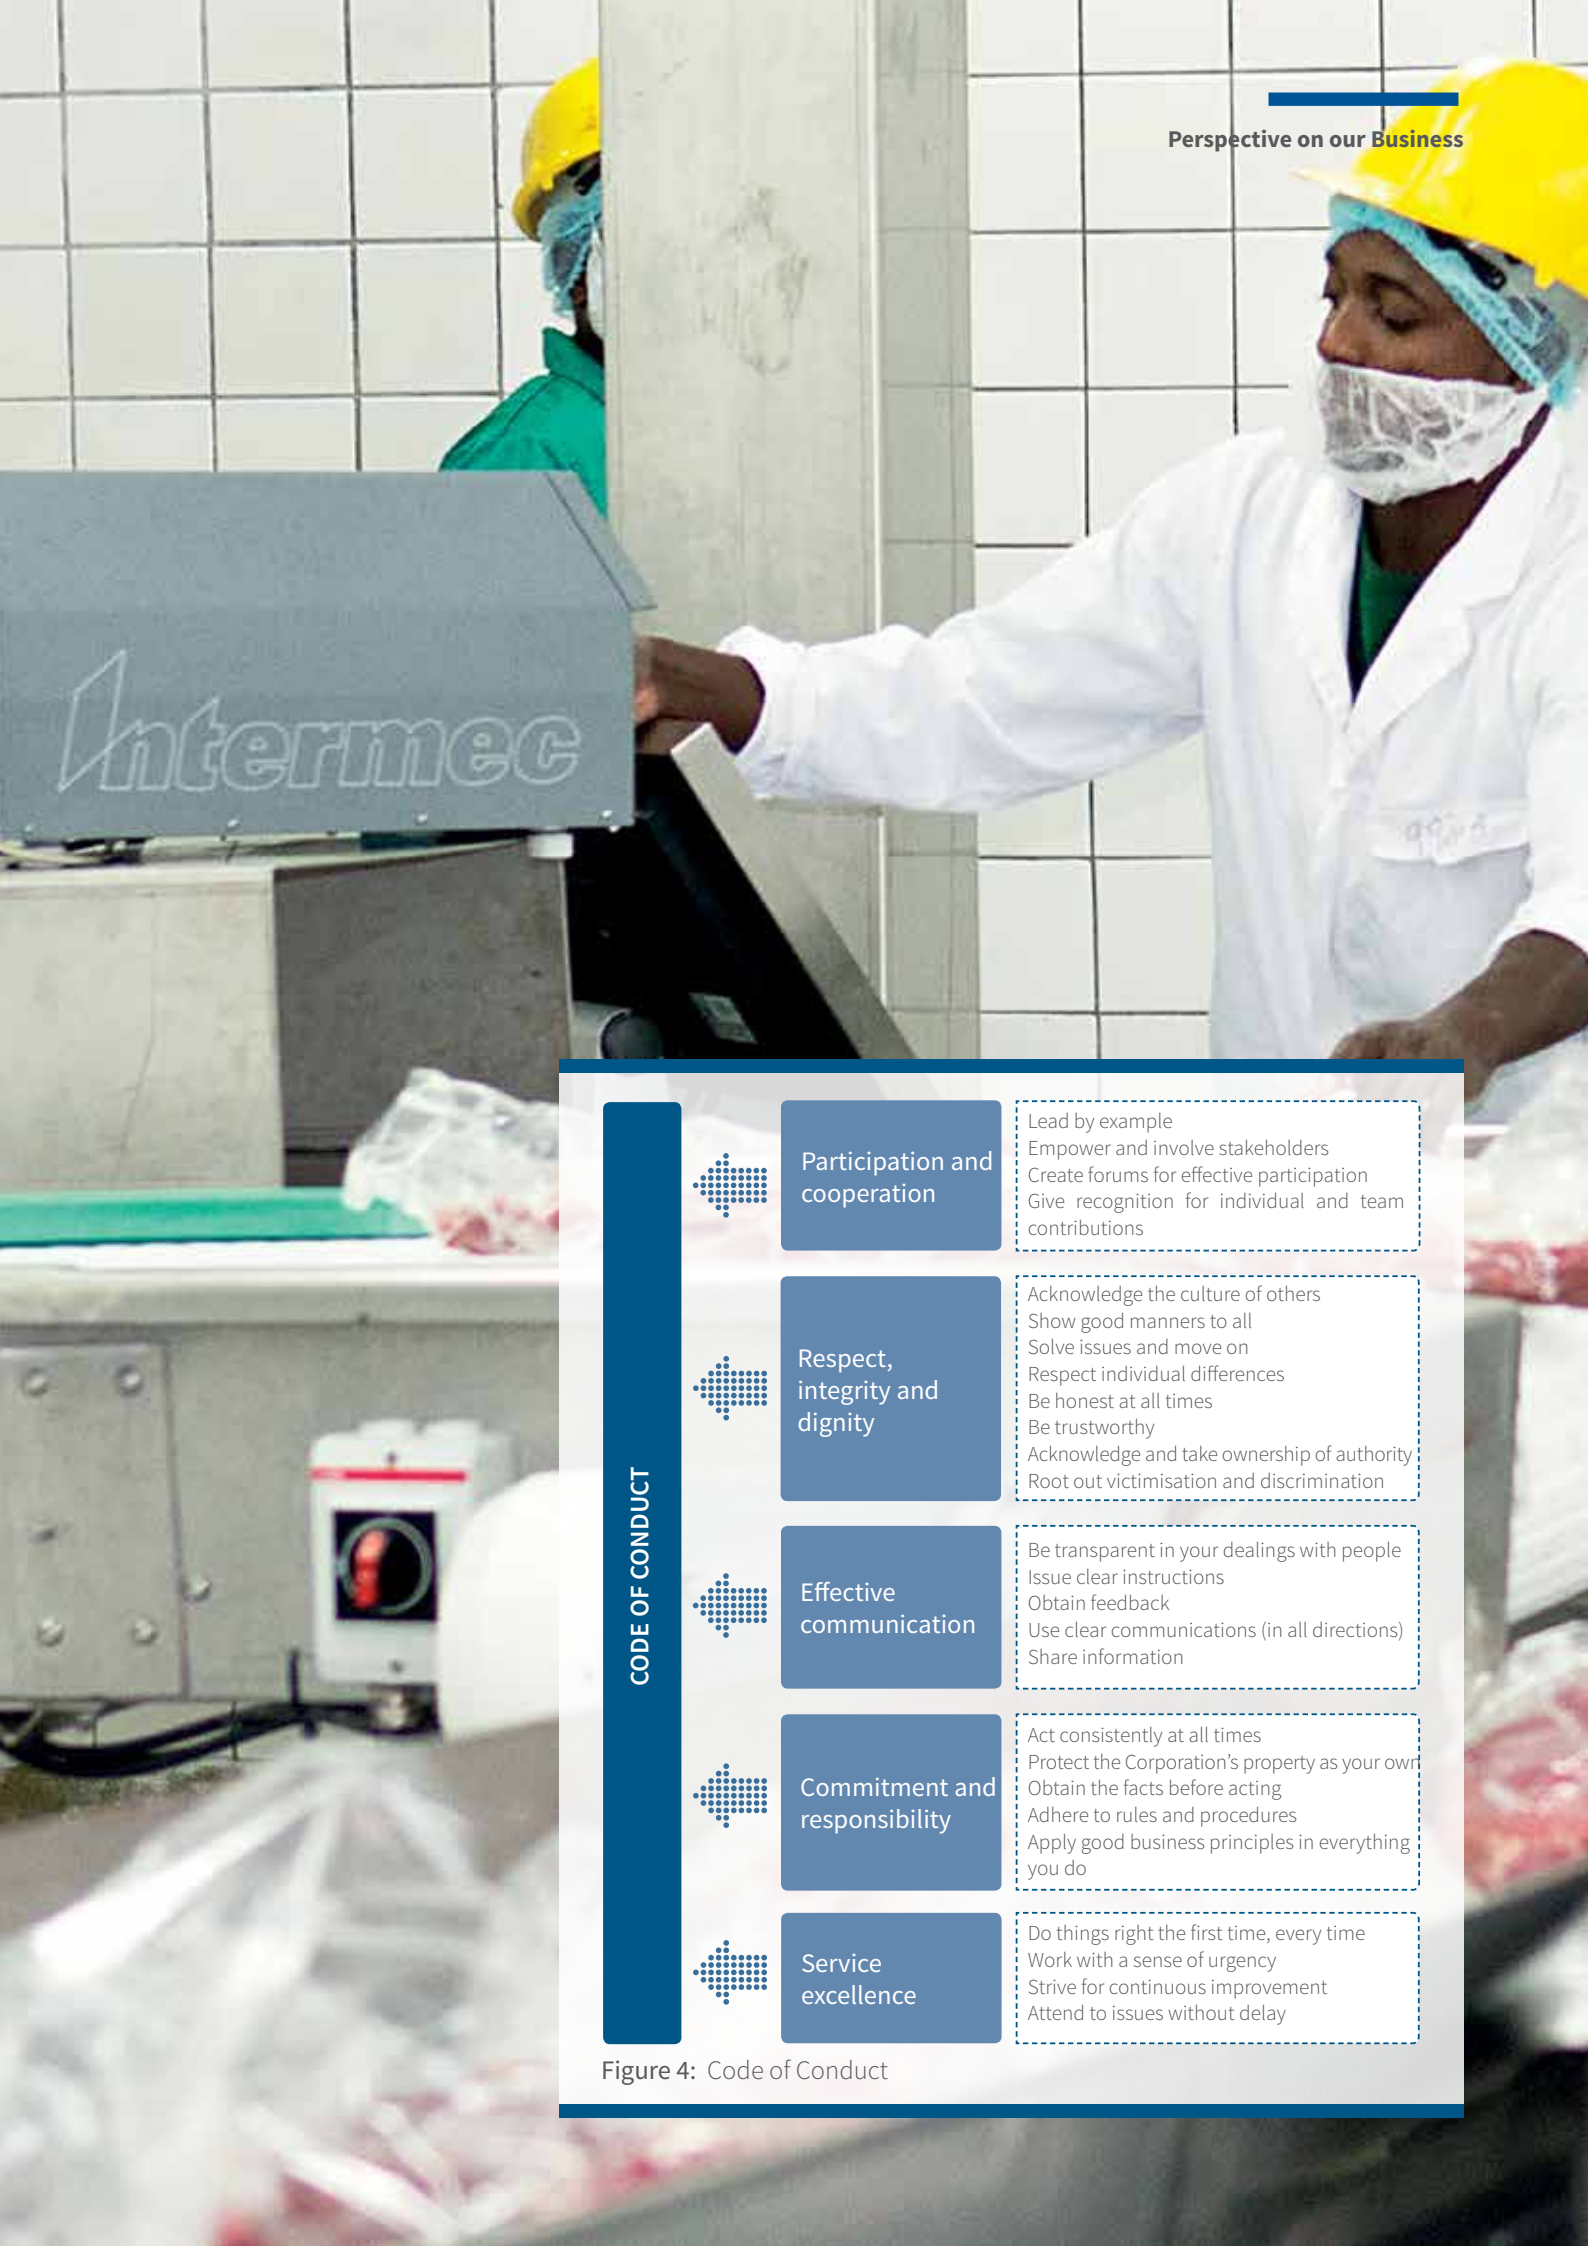 Perspective on our Business
Intermec
CODE OF CONDUCT
Participation and
cooperation
Lead by example
Empower and involve stakeholders
Create forums for effective participation
Give recognition for individual and team
contributions
Respect,
integrity and
dignity
Acknowledge the culture of others
Show good manners to all
Solve issues and move on
Respect individual differences
Be honest at all times
Be trustworthy
Acknowledge and take ownership of authority
Root out victimisation and discrimination
Effective
communication
Be transparent in your dealings with people
Issue clear instructions
Obtain feedback
Use clear communications (in all directions)
Share information
Commitment and
responsibility
Act consistently at all times
Protect the Corporation's property as your own
Obtain the facts before acting
Adhere to rules and procedures
Apply good business principles in everything
you do
Service
excellence
Do things right the first time, every time
Work with a sense of urgency
Strive for continuous improvement
Attend to issues without delay
Figure 4: Code of Conduct